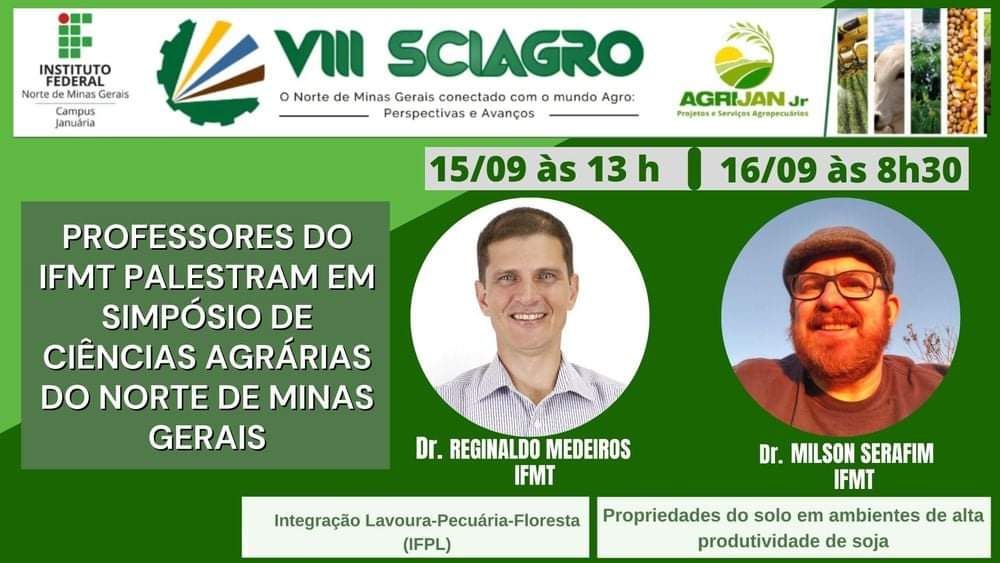 INSTITUTO
FEDERAL
Norte de Minas Gerais
Campus
Januária
VIII SCIAGRO
O Norte de Minas Gerais conectado com o mundo Agro:
Perspectivas e Avanços
AGRIJAN Jr
Projetos e Serviços Agropecuários
15/09 às 13 h
16/09 às 8h30
PROFESSORES DO
IFMT PALESTRAM EM
SIMPÓSIO DE
CIÊNCIAS AGRÁRIAS
DO NORTE DE MINAS
GERAIS
Dr. REGINALDO MEDEIROS
IFMT
Dr. MILSON SERAFIM
IFMT
Integração Lavoura-Pecuária-Floresta
(IFPL)
Propriedades do solo em ambientes de alta
produtividade de soja